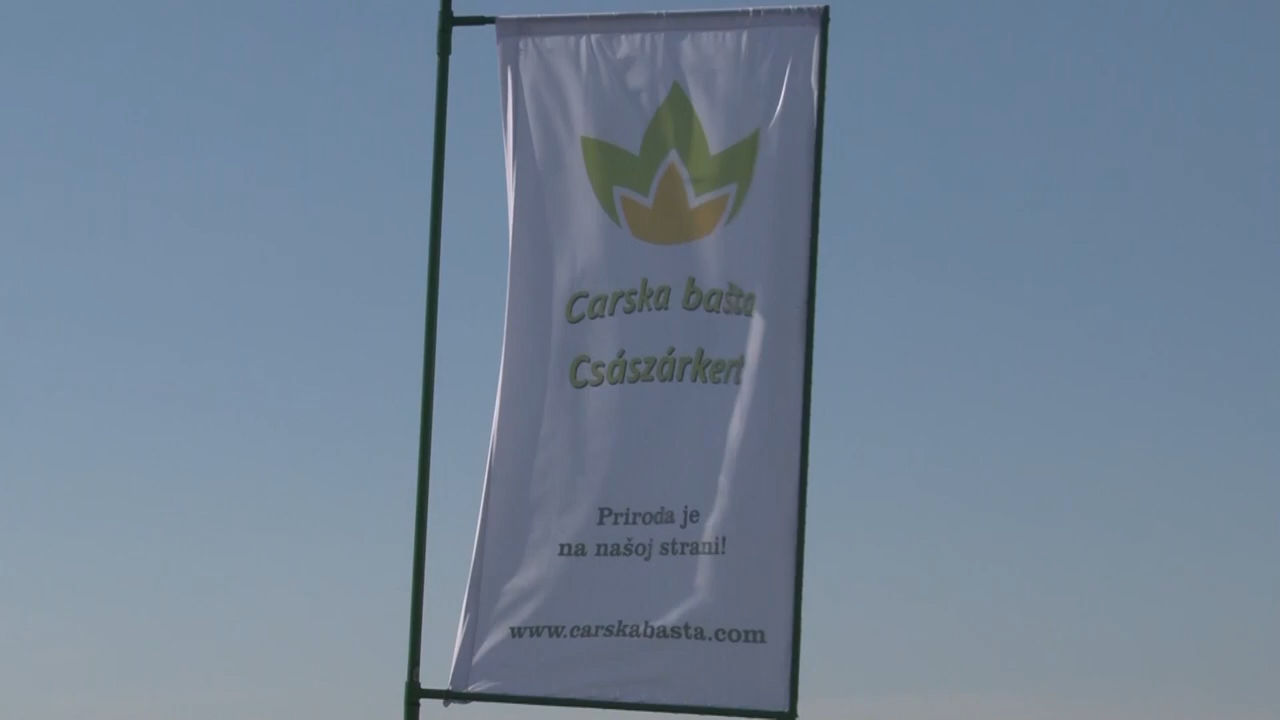 Carska bašta
Császárkert
Priroda je
na našoj strani!
www.carskabasta.com